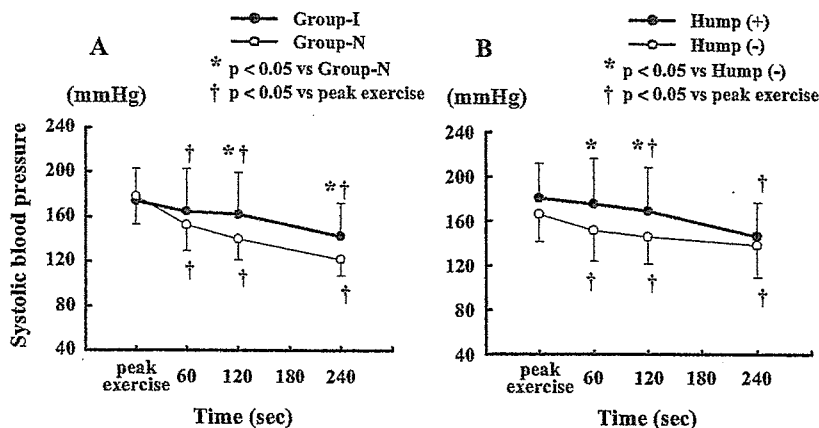 A
Group-I
Group-N
* p < 0.05 vs Group-N
† p < 0.05 vs peak exercise
(mmHg)
Systolic blood pressure
240
200
160
120
80
40
† *† *†
† † †
peak exercise 60 120 180 240
Time (sec)
B
Hump (+)
Hump (-)
* p < 0.05 vs Hump (-)
† p < 0.05 vs peak exercise
(mmHg)
240
200
160
120
80
40
* *† †
† † †
peak exercise 60 120 180 240
Time (sec)